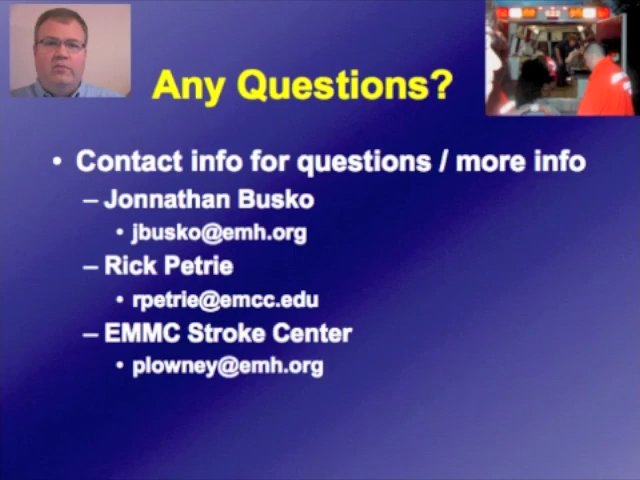 Any Questions?
• Contact info for questions / more info
– Jonnathan Busko
• jbusko@emh.org
– Rick Petrie
• rpetrie@emcc.edu
– EMMC Stroke Center
• plowney@emh.org